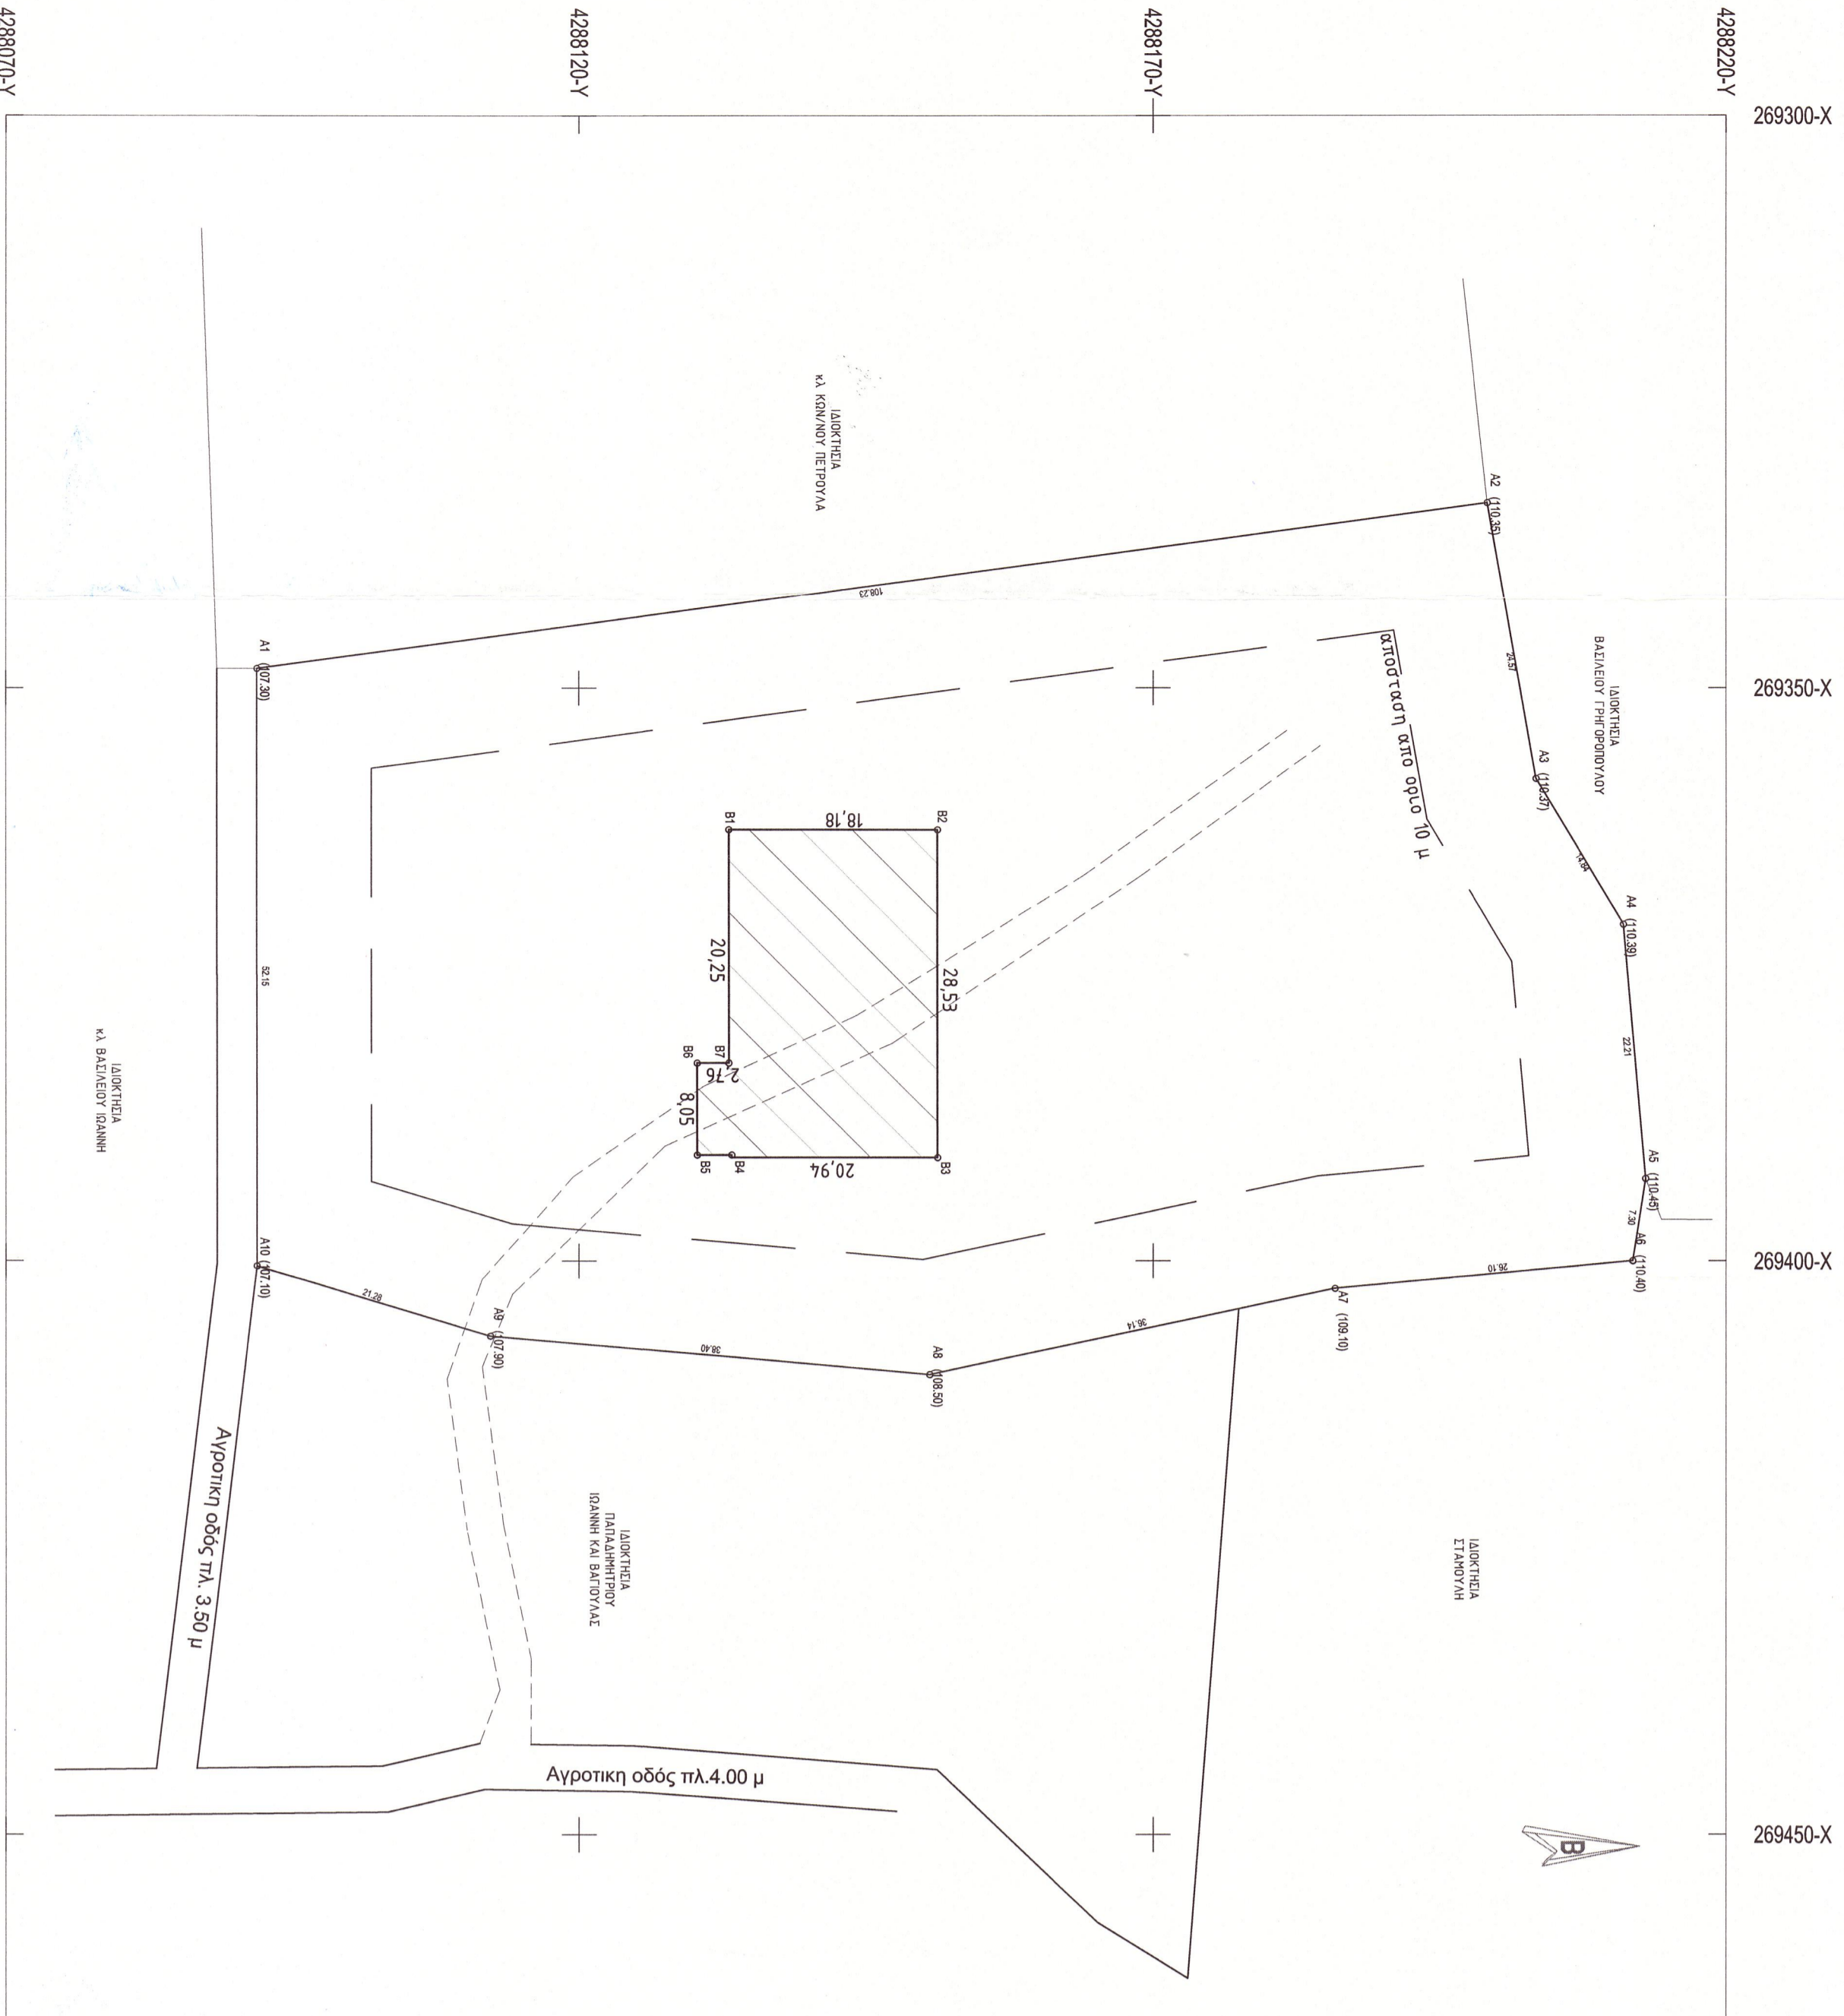 4288070-Y
4288120-Y
4288170-Y
4288220-Y
269300-X
269350-X
269400-X
269450-X
ΙΔΙΟΚΤΗΣΙΑ
κλ ΚΩΝ/ΝΟΥ ΠΕΤΡΟΥΛΑ
ΙΔΙΟΚΤΗΣΙΑ
ΒΑΣΙΛΕΙΟΥ ΓΡΗΓΟΡΟΠΟΥΛΟΥ
ΙΔΙΟΚΤΗΣΙΑ
κλ ΒΑΣΙΛΕΙΟΥ ΙΩΑΝΝΗ
ΙΔΙΟΚΤΗΣΙΑ
ΠΑΠΑΔΗΜΗΤΡΙΟΥ
ΙΩΑΝΝΗ ΚΑΙ ΒΑΓΙΟΥΛΑΣ
ΙΔΙΟΚΤΗΣΙΑ
ΣΤΑΜΟΥΛΗ
A1 (107.30)
A2 (110.35)
A3 (110.37)
A4 (110.39)
A5 (110.45)
A6 (110.40)
A7 (109.10)
A8 (108.50)
A9 (107.90)
A10 (107.10)
108.23
24.57
14.64
22.21
7.30
26.10
36.14
38.40
21.28
52.15
απόσταση απο οριο 10 μ
B1
B2
B3
B4
B5
B6
B7
18,18
28,53
20,94
8,05
2,76
20,25
Αγροτικη οδός πλ. 3.50 μ
Αγροτικη οδός πλ.4.00 μ
B